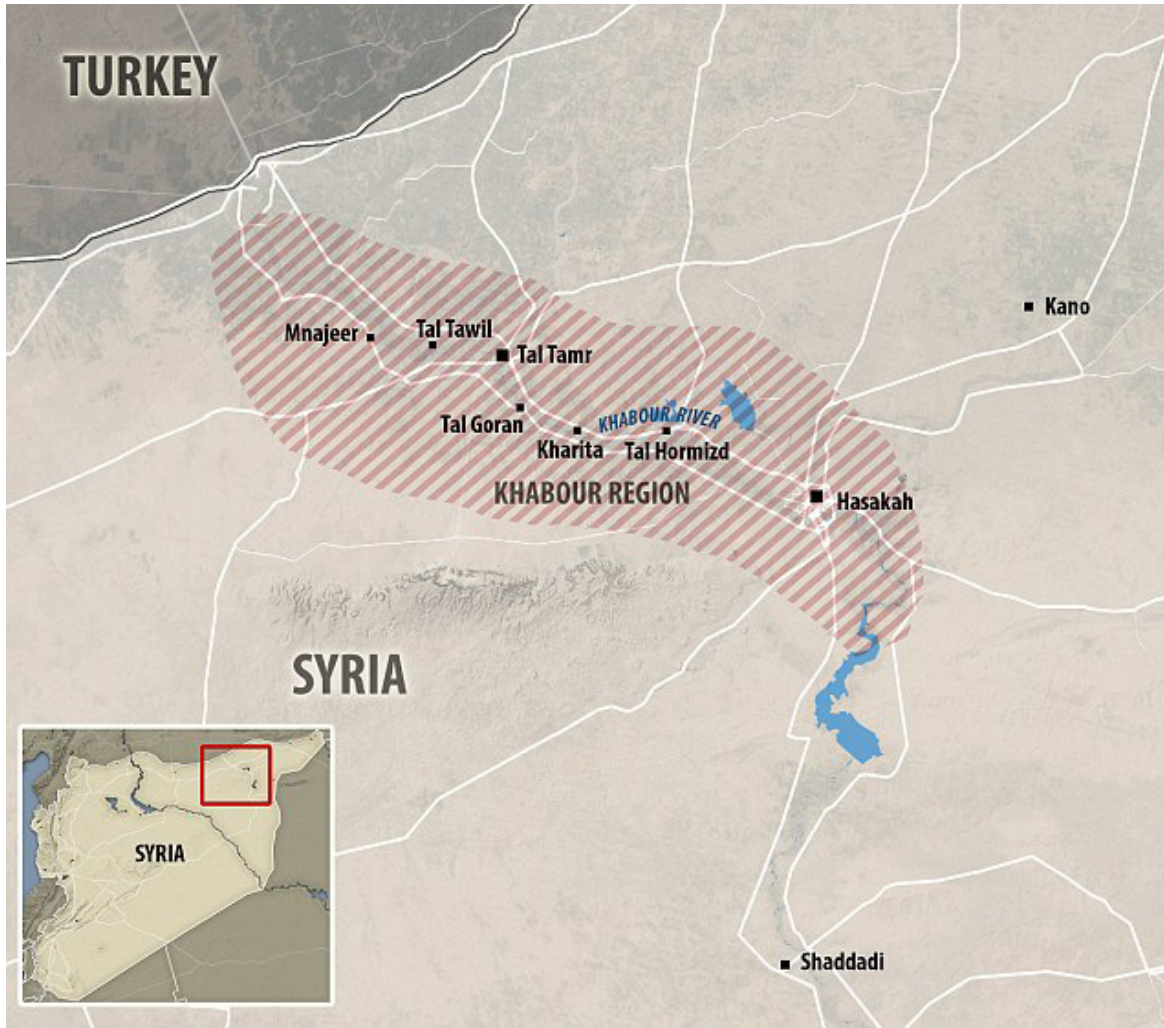 TURKEY
Kano
Mnajeer
Tal Tawil
Tal Tamr
Tal Goran
KHABOUR RIVER
Kharita
Tal Hormizd
KHABOUR REGION
Hasakah
SYRIA
SYRIA
Shaddadi